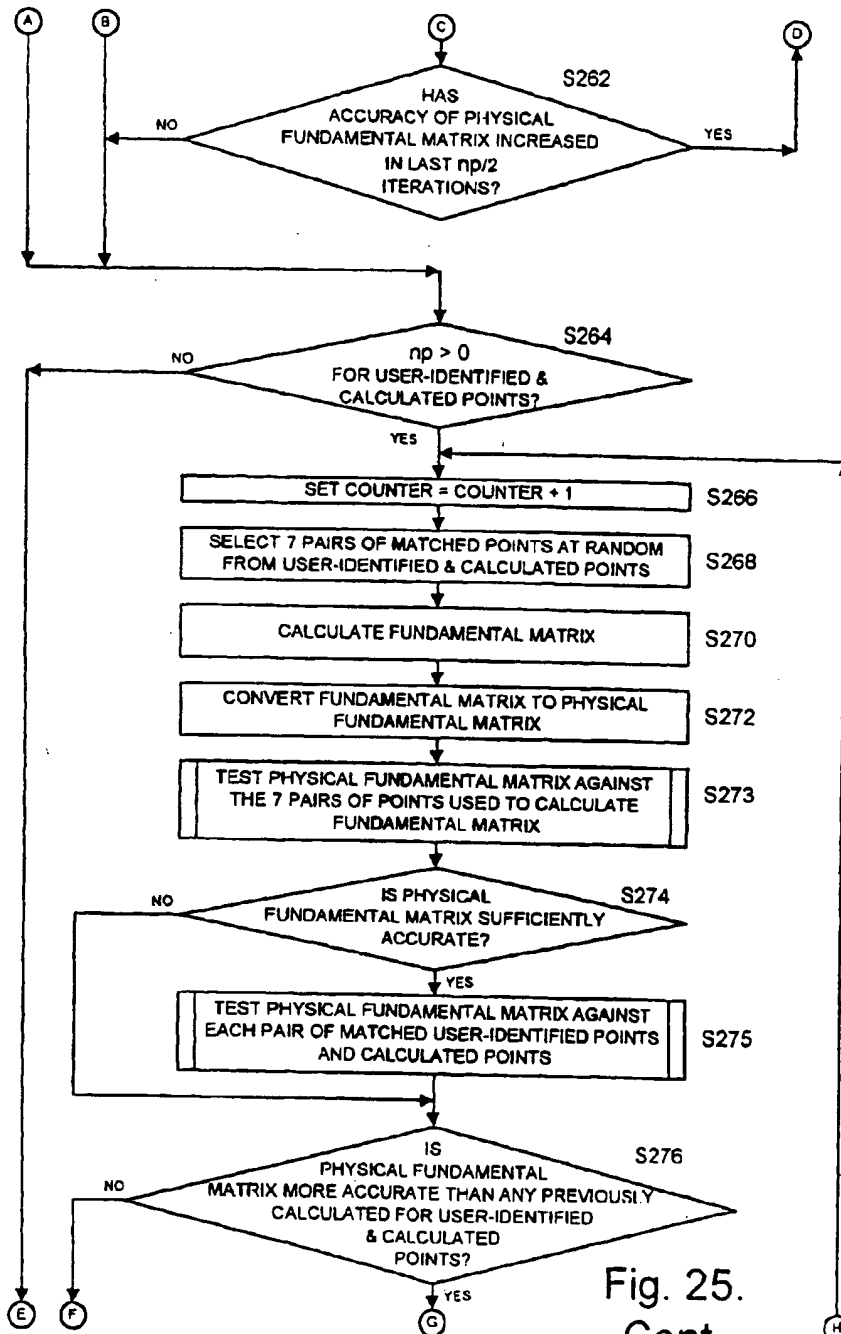 A
B
C
D
S262
HAS
ACCURACY OF PHYSICAL
FUNDAMENTAL MATRIX INCREASED
IN LAST np/2
ITERATIONS?
NO
YES
S264
np > 0
FOR USER-IDENTIFIED &
CALCULATED POINTS?
NO
YES
SET COUNTER = COUNTER + 1
S266
SELECT 7 PAIRS OF MATCHED POINTS AT RANDOM
FROM USER-IDENTIFIED & CALCULATED POINTS
S268
CALCULATE FUNDAMENTAL MATRIX
S270
CONVERT FUNDAMENTAL MATRIX TO PHYSICAL
FUNDAMENTAL MATRIX
S272
TEST PHYSICAL FUNDAMENTAL MATRIX AGAINST
THE 7 PAIRS OF POINTS USED TO CALCULATE
FUNDAMENTAL MATRIX
S273
S274
IS PHYSICAL
FUNDAMENTAL MATRIX SUFFICIENTLY
ACCURATE?
NO
YES
TEST PHYSICAL FUNDAMENTAL MATRIX AGAINST
EACH PAIR OF MATCHED USER-IDENTIFIED POINTS
AND CALCULATED POINTS
S275
S276
IS
PHYSICAL FUNDAMENTAL
MATRIX MORE ACCURATE THAN ANY PREVIOUSLY
CALCULATED FOR USER-IDENTIFIED
& CALCULATED
POINTS?
NO
YES
E
F
G
H
Fig. 25.
Cont